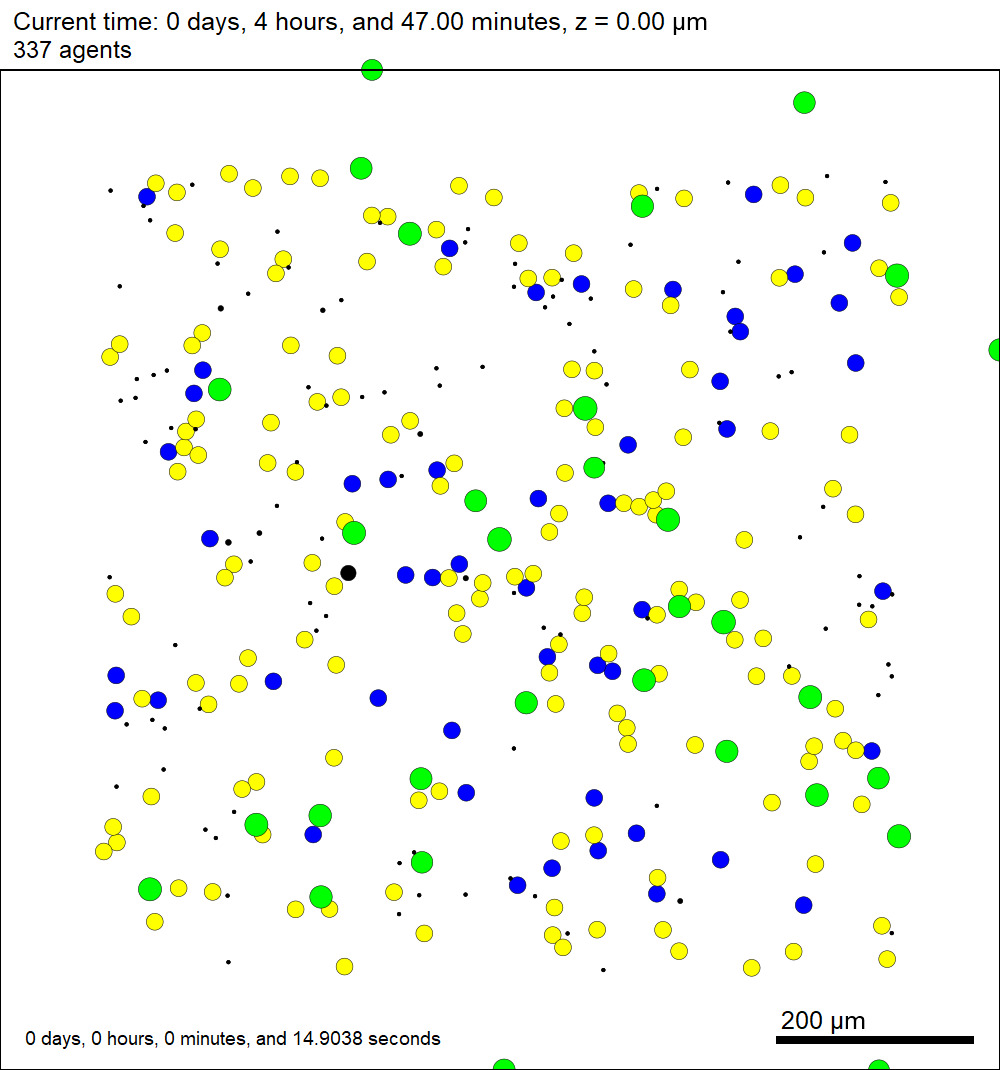 Current time: 0 days, 4 hours, and 47.00 minutes, z = 0.00 µm
337 agents
200 µm
0 days, 0 hours, 0 minutes, and 14.9038 seconds